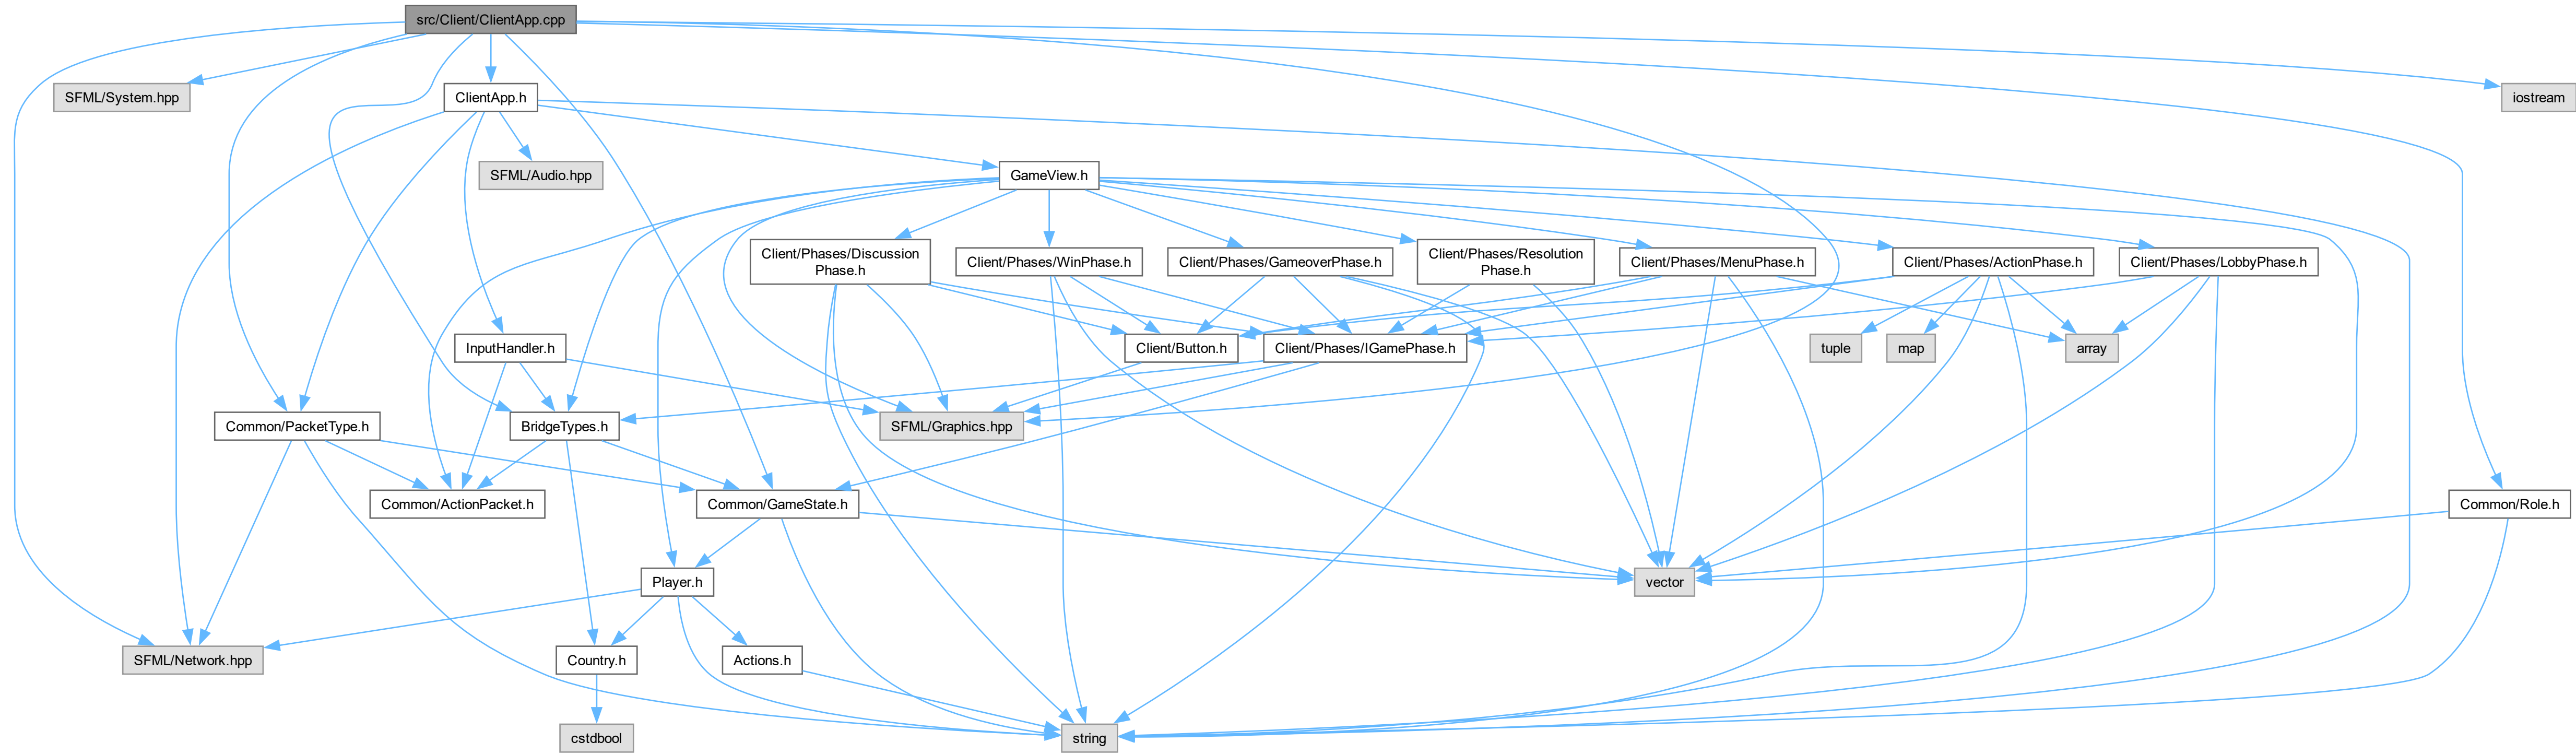 src/Client/ClientApp.cpp
SFML/System.hpp
ClientApp.h
iostream
SFML/Audio.hpp
GameView.h
Client/Phases/Discussion
Phase.h
Client/Phases/WinPhase.h
Client/Phases/GameoverPhase.h
Client/Phases/Resolution
Phase.h
Client/Phases/MenuPhase.h
Client/Phases/ActionPhase.h
Client/Phases/LobbyPhase.h
InputHandler.h
Client/Button.h
Client/Phases/IGamePhase.h
tuple
map
array
Common/PacketType.h
BridgeTypes.h
SFML/Graphics.hpp
Common/ActionPacket.h
Common/GameState.h
Common/Role.h
Player.h
vector
SFML/Network.hpp
Country.h
Actions.h
cstdbool
string